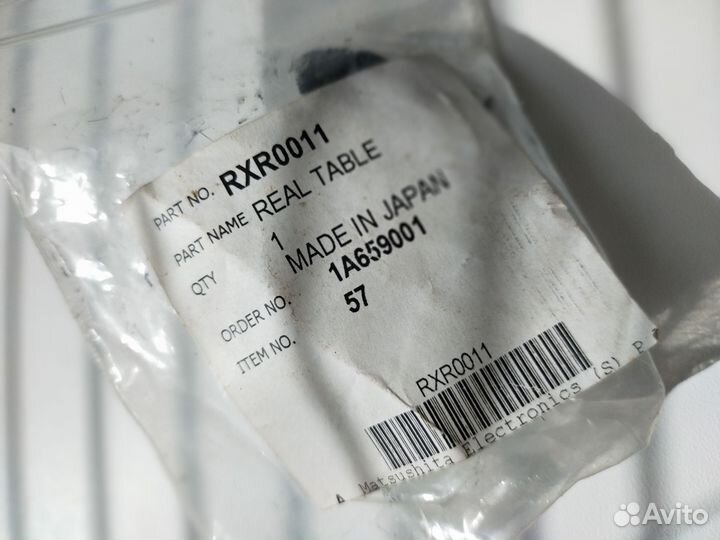 PART NO. RXR0011
PART NAME REAL TABLE
QTY 1
MADE IN JAPAN
ORDER NO. 1A659001
ITEM NO. 57
RXR0011
A Matsushita Electronics (S) P
Avito